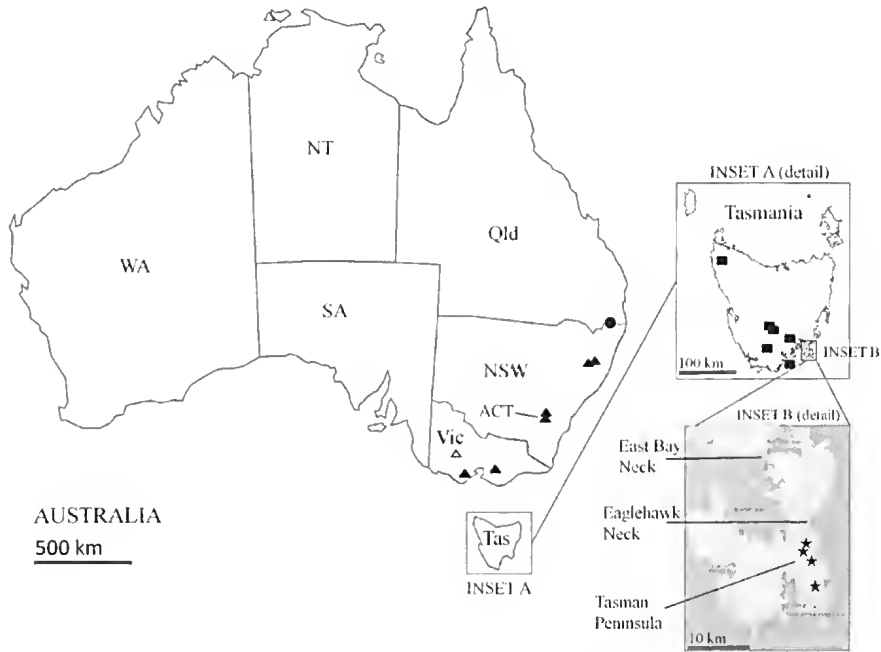 NT
WA
Qld
SA
NSW
ACT
Vic
AUSTRALIA
500 km
Tas
INSET A
INSET A (detail)
Tasmania
100 km
INSET B
INSET B (detail)
East Bay
Neck
Eaglehawk
Neck
Tasman
Peninsula
10 km